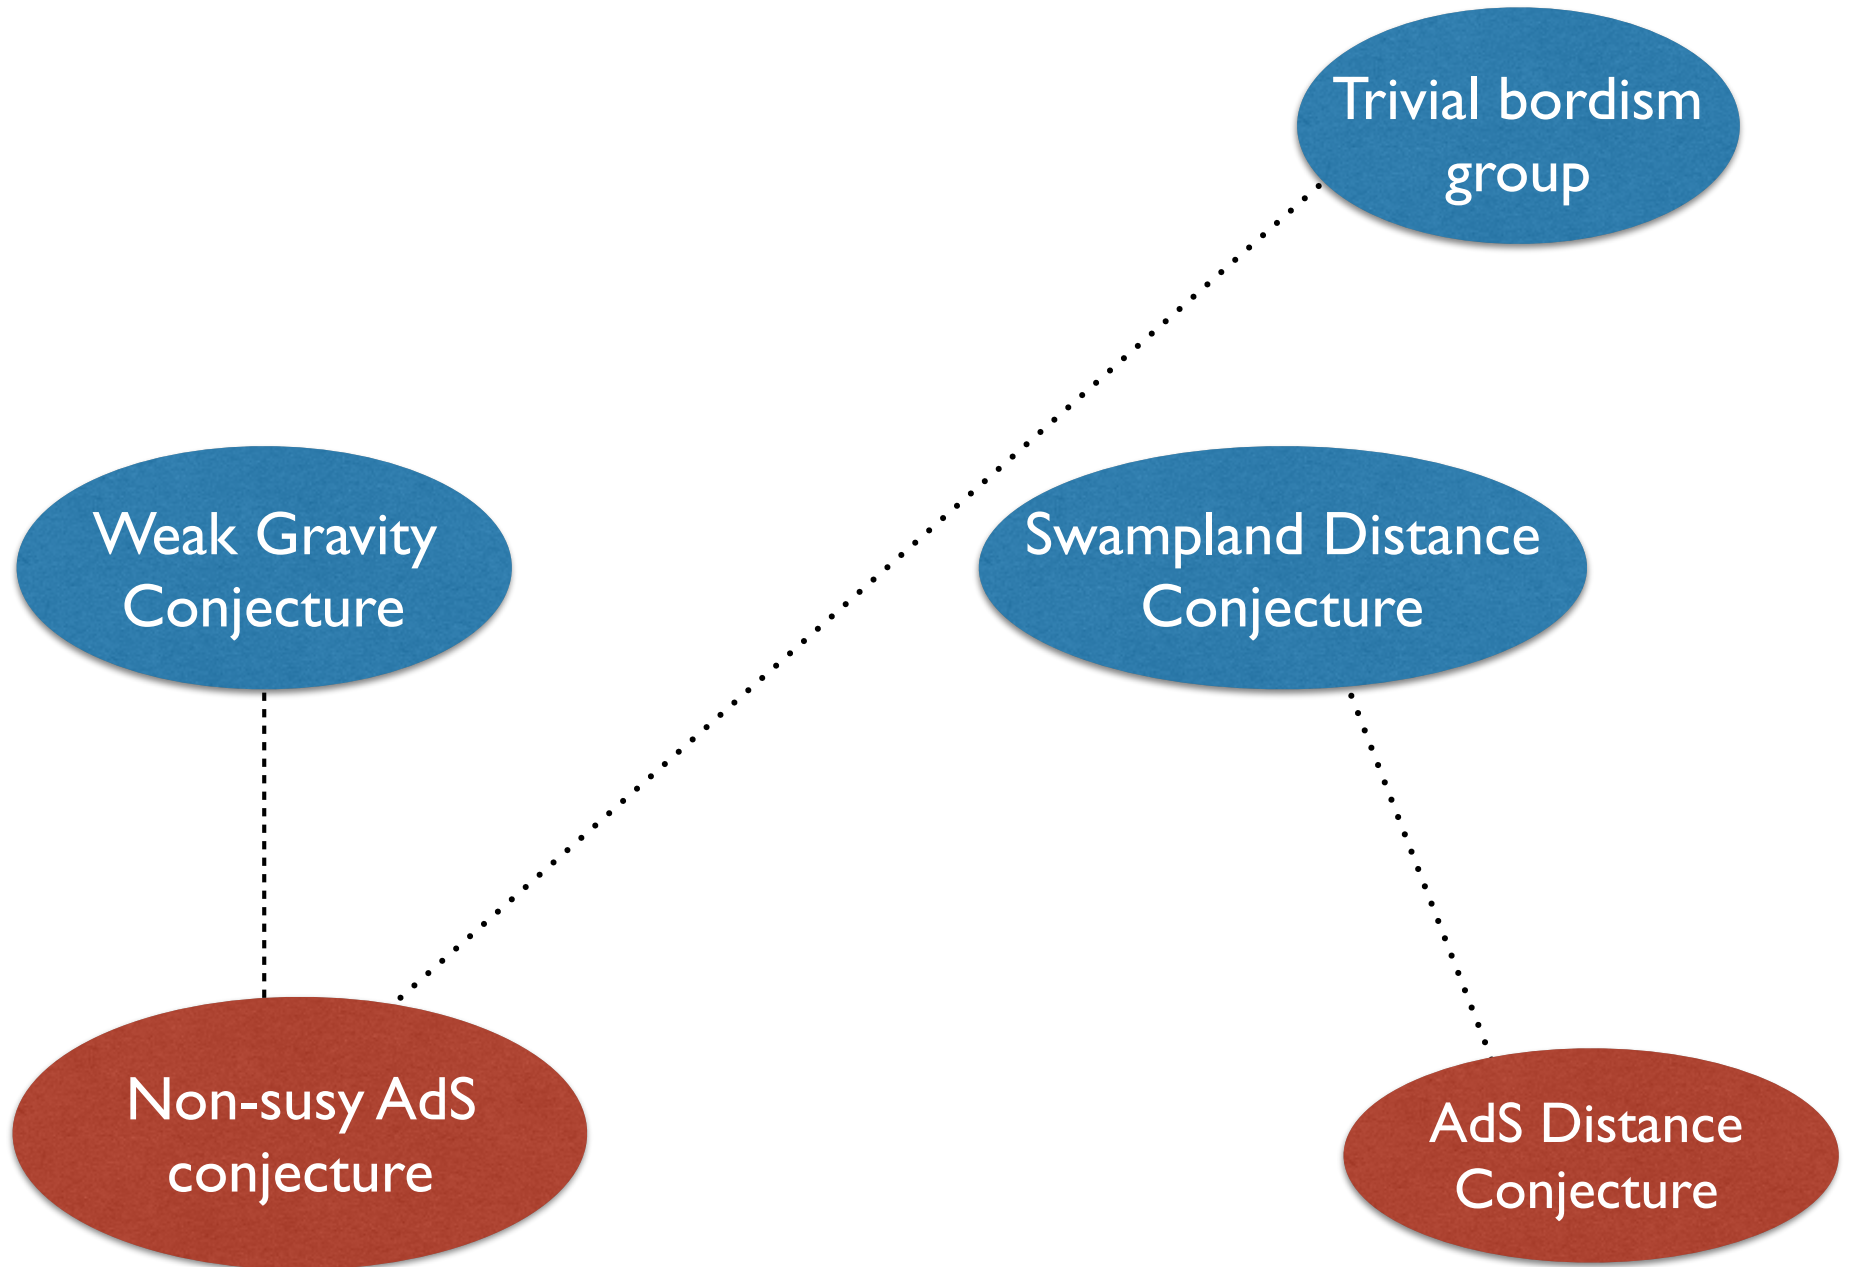 Trivial bordism
group
Weak Gravity
Conjecture
Swampland Distance
Conjecture
Non-susy AdS
conjecture
AdS Distance
Conjecture